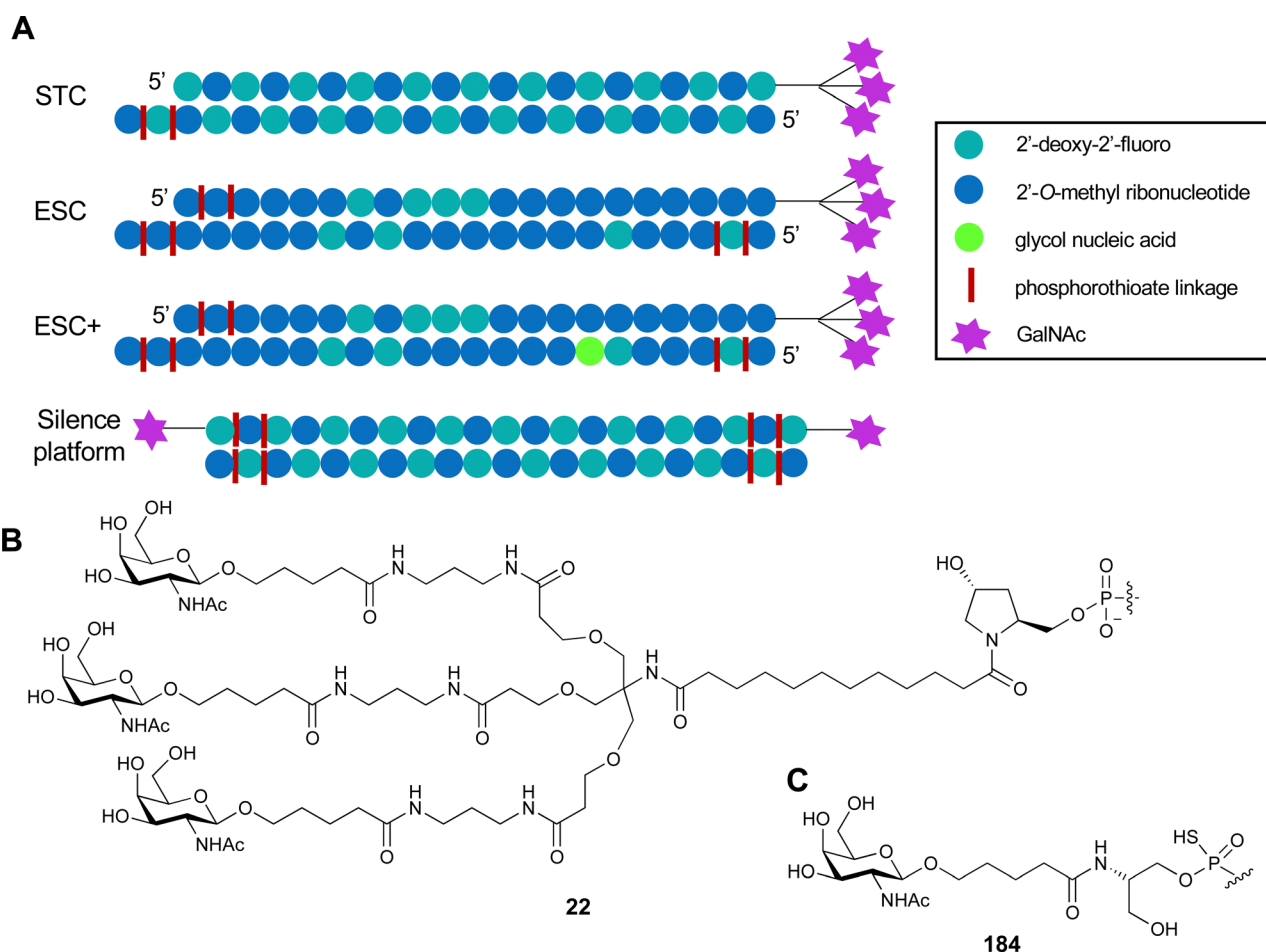 A
STC
5’
5’
ESC
5’
5’
ESC+
5’
5’
Silence
platform
2’-deoxy-2’-fluoro
2’-O-methyl ribonucleotide
glycol nucleic acid
phosphorothioate linkage
GalNAc
B
HO
OH
O
HO
O
NHAc
O
H
N
H
N
O
O
HO
OH
O
HO
O
NHAc
O
H
N
H
N
O
O
H
N
O
O
HO
N
O
O
P
O
O
−
HO
OH
O
HO
O
NHAc
O
H
N
H
N
O
O
22
C
HO
OH
O
HO
O
NHAc
O
H
N
OH
O
HS
P
O
184